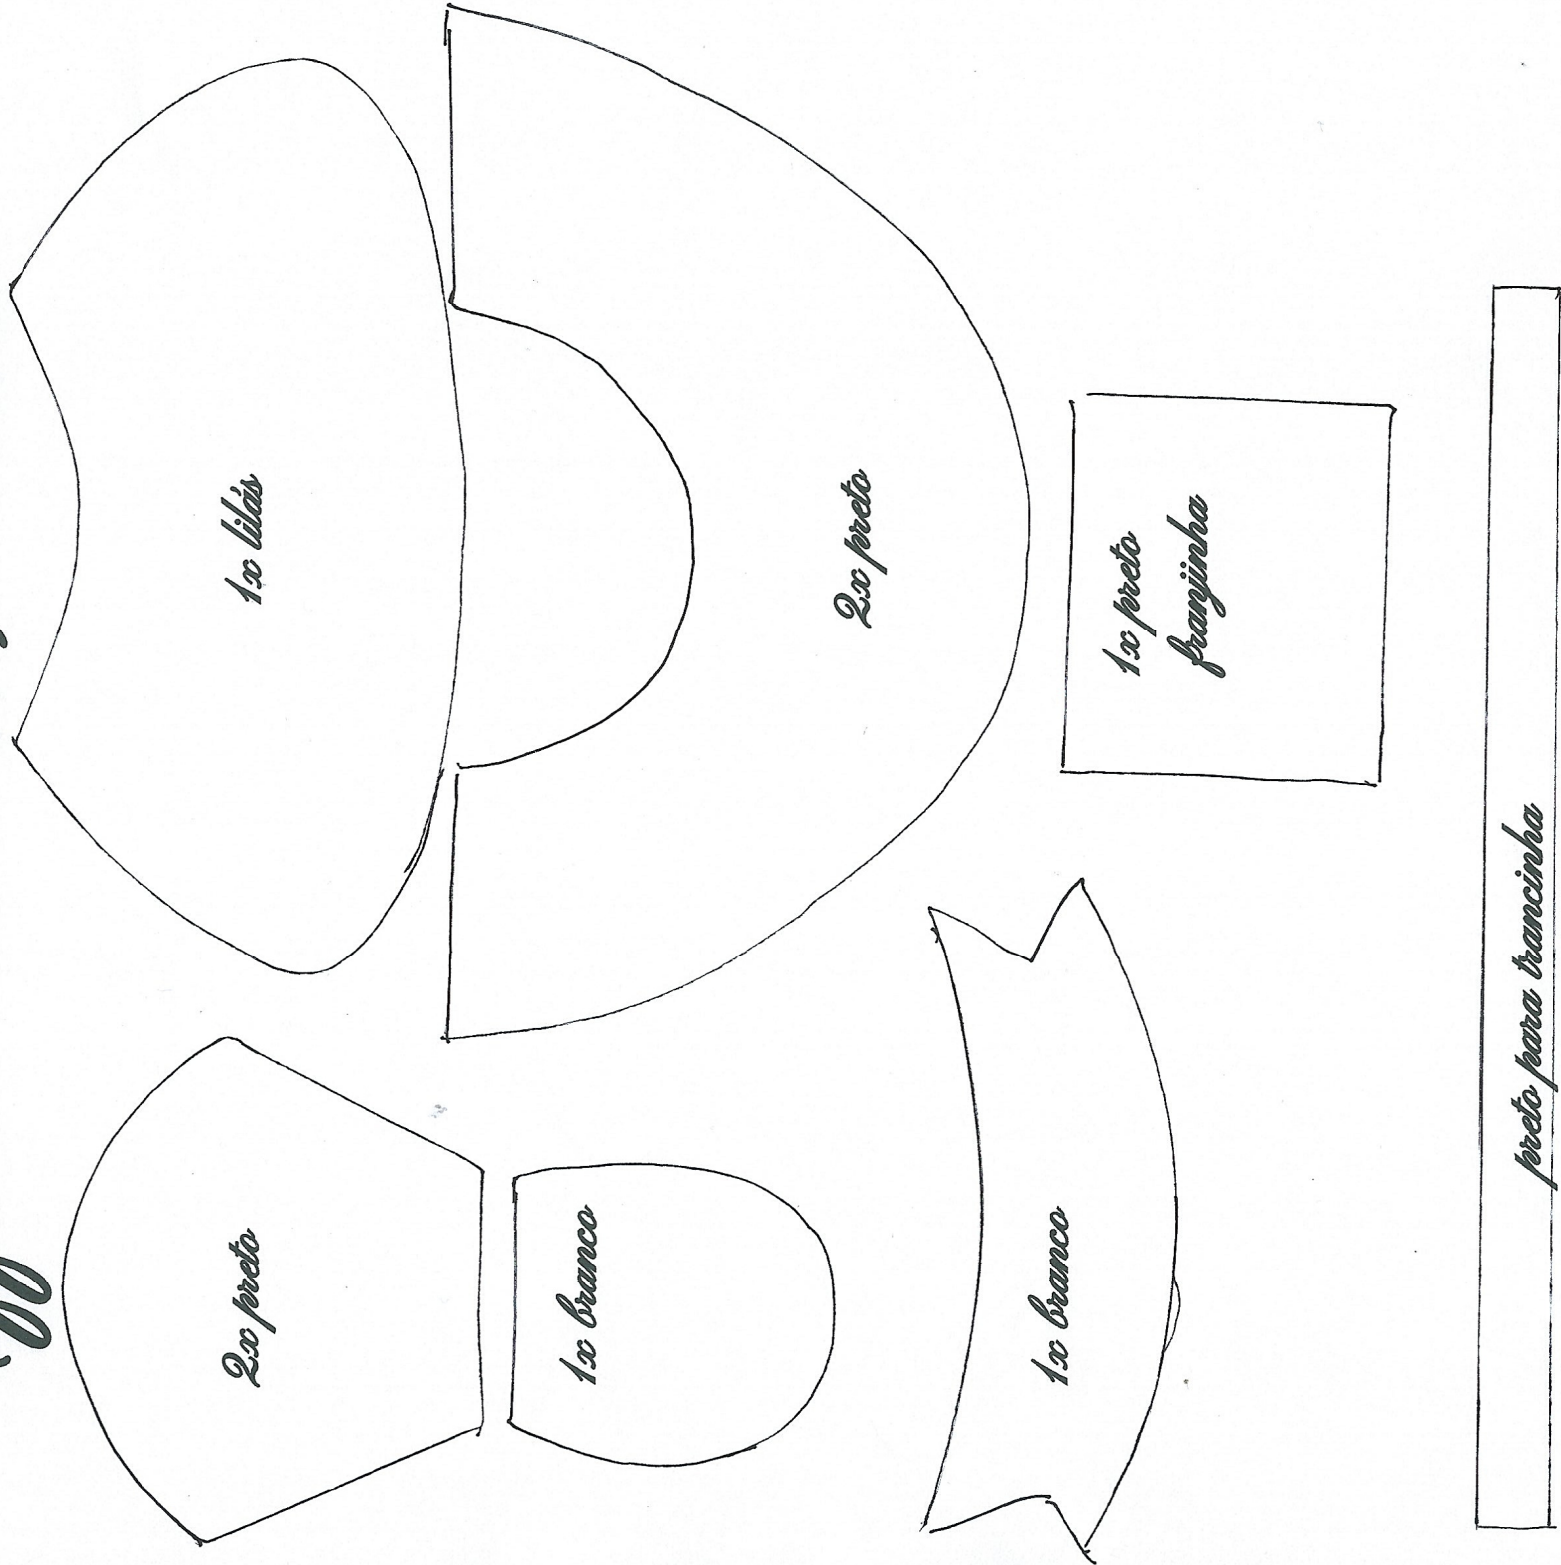 1x lilás
2x preto
1x preto
franjinha
2x preto
1x branco
1x branco
preto para trancinha